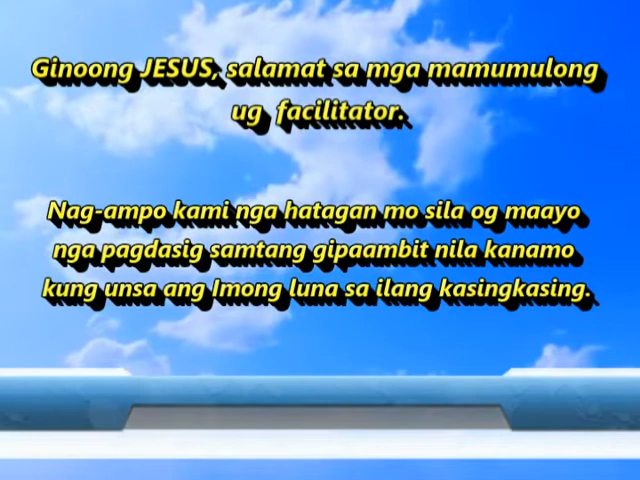 Ginoong JESUS, salamat sa mga mamumulong
ug facilitator.
Nag-ampo kami nga hatagan mo sila og maayo
nga pagdasig samtang gipaambit nila kanamo
kung unsa ang Imong luna sa ilang kasingkasing.